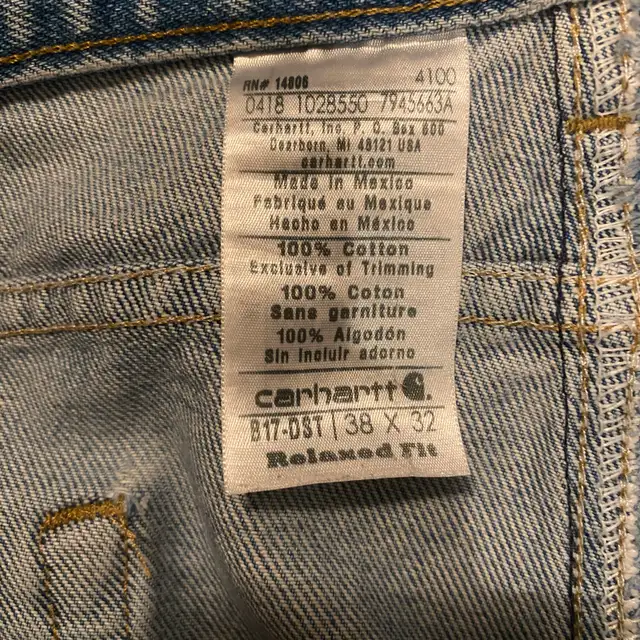 RN# 14806 4100
0418 1028550 7945663A
Carhartt, Inc, P. O. Box 600
Dearborn, MI 48121 USA
carhartt.com
Made in Mexico
Fabriqué au Mexique
Hecho en México
100% Cotton
Exclusive of Trimming
100% Coton
Sans garniture
100% Algodón
Sin incluir adorno
carhartt
B17-DST | 38 X 32
Relaxed Fit